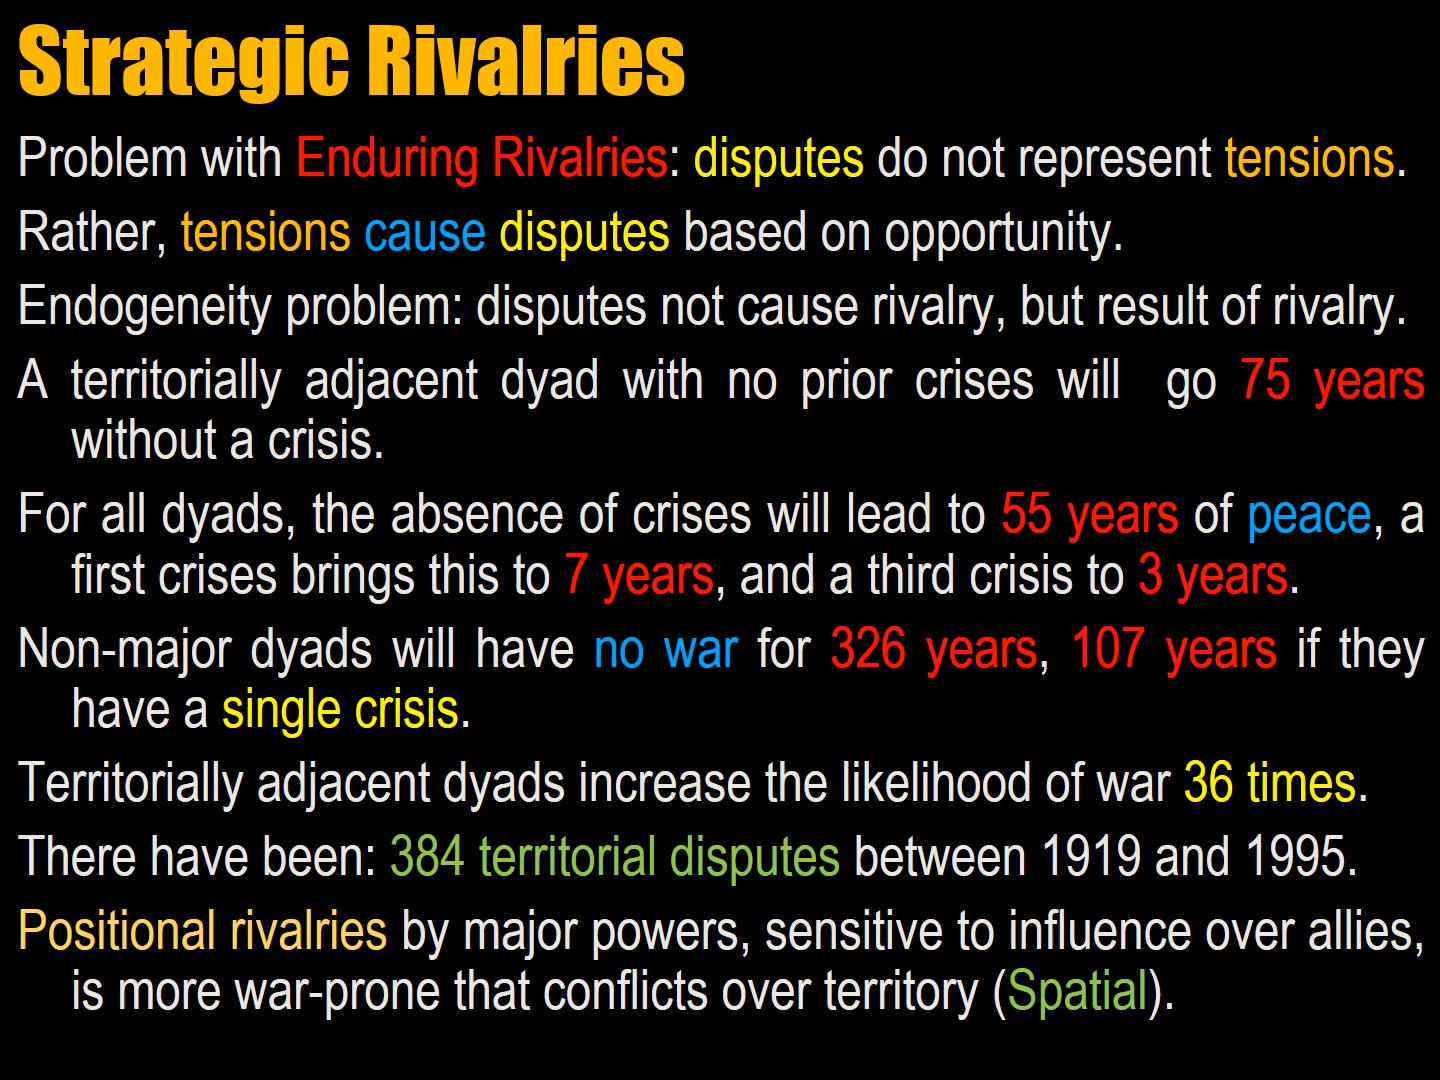 Strategic Rivalries
Problem with Enduring Rivalries: disputes do not represent tensions.
Rather, tensions cause disputes based on opportunity.
Endogeneity problem: disputes not cause rivalry, but result of rivalry.
A territorially adjacent dyad with no prior crises will go 75 years
without a crisis.
For all dyads, the absence of crises will lead to 55 years of peace, a
first crises brings this to 7 years, and a third crisis to 3 years.
Non-major dyads will have no war for 326 years, 107 years if they
have a single crisis.
Territorially adjacent dyads increase the likelihood of war 36 times.
There have been: 384 territorial disputes between 1919 and 1995.
Positional rivalries by major powers, sensitive to influence over allies,
is more war-prone that conflicts over territory (Spatial).